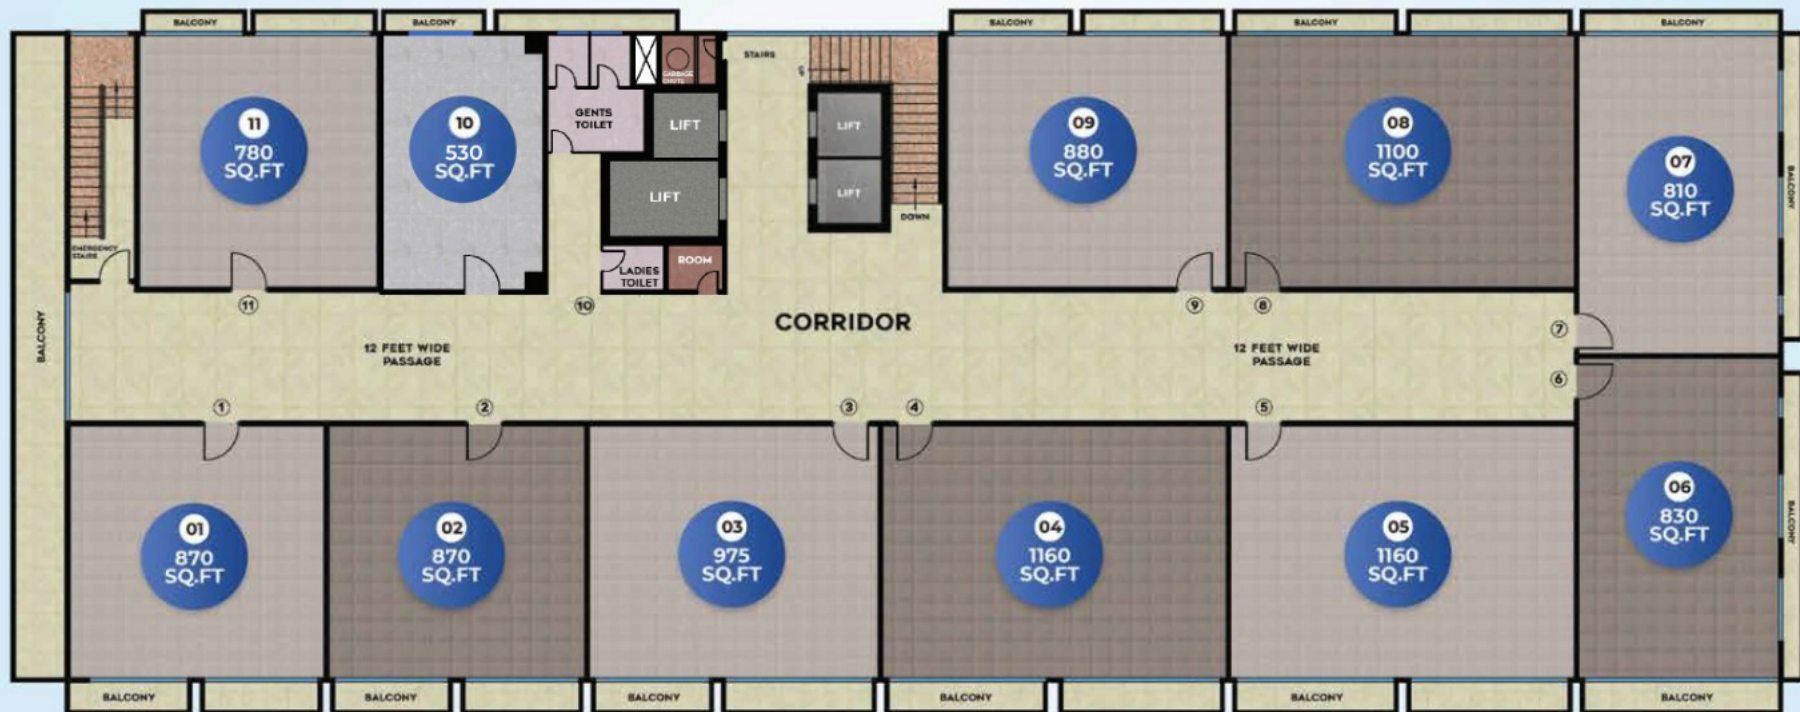 BALCONY
BALCONY
BALCONY
BALCONY
BALCONY
STAIRS
UP
GARBAGE
CHUTE
11
780
SQ.FT
10
530
SQ.FT
GENTS
TOILET
LIFT
LIFT
LIFT
LIFT
09
880
SQ.FT
08
1100
SQ.FT
07
810
SQ.FT
BALCONY
DOWN
EMERGENCY
STAIRS
LADIES
TOILET
ROOM
BALCONY
11
10
CORRIDOR
9
8
7
12 FEET WIDE
PASSAGE
12 FEET WIDE
PASSAGE
6
1
2
3
4
5
01
870
SQ.FT
02
870
SQ.FT
03
975
SQ.FT
04
1160
SQ.FT
05
1160
SQ.FT
06
830
SQ.FT
BALCONY
BALCONY
BALCONY
BALCONY
BALCONY
BALCONY
BALCONY